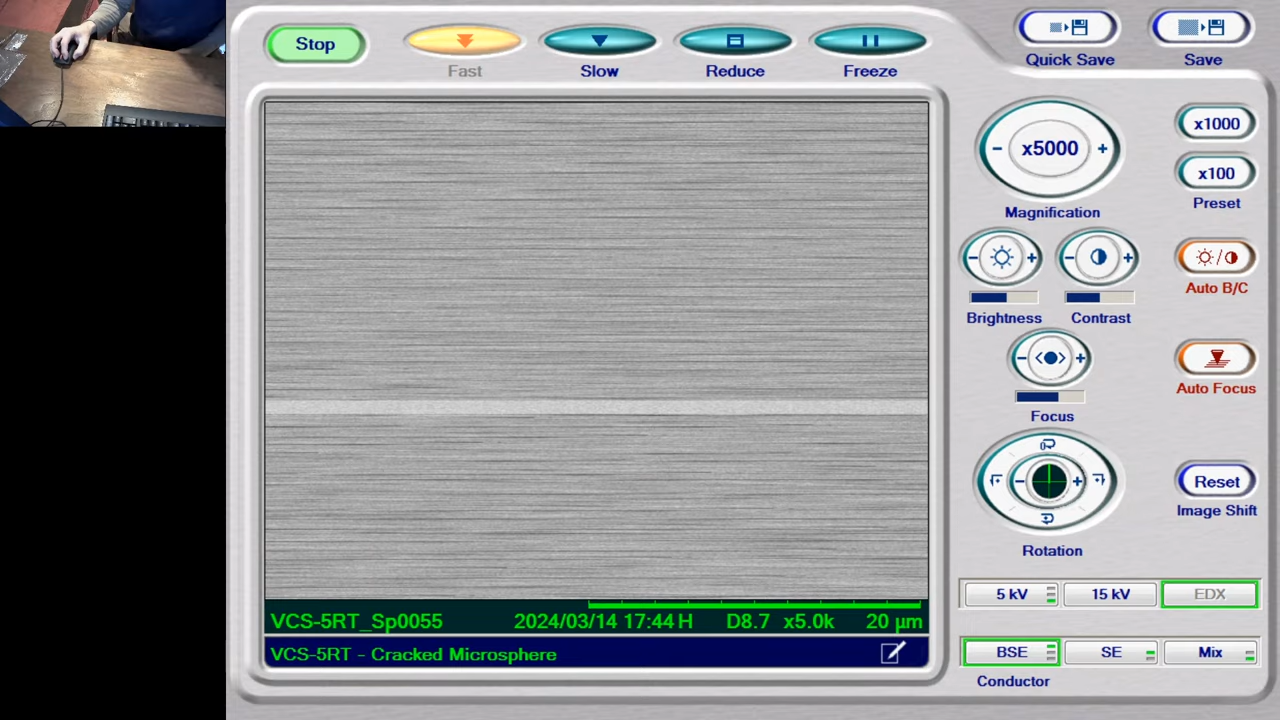 Stop
Fast
Slow
Reduce
Freeze
Quick Save
Save
x5000
Magnification
x1000
x100
Preset
Brightness
Contrast
Auto B/C
Focus
Auto Focus
Rotation
Reset
Image Shift
5 kV
15 kV
EDX
BSE
SE
Mix
Conductor
VCS-5RT_Sp0055 2024/03/14 17:44 H D8.7 x5.0k 20 µm
VCS-5RT - Cracked Microsphere